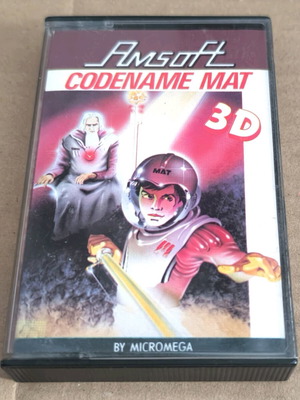 Amsoft
CODENAME MAT
3D
MAT
BY MICROMEGA